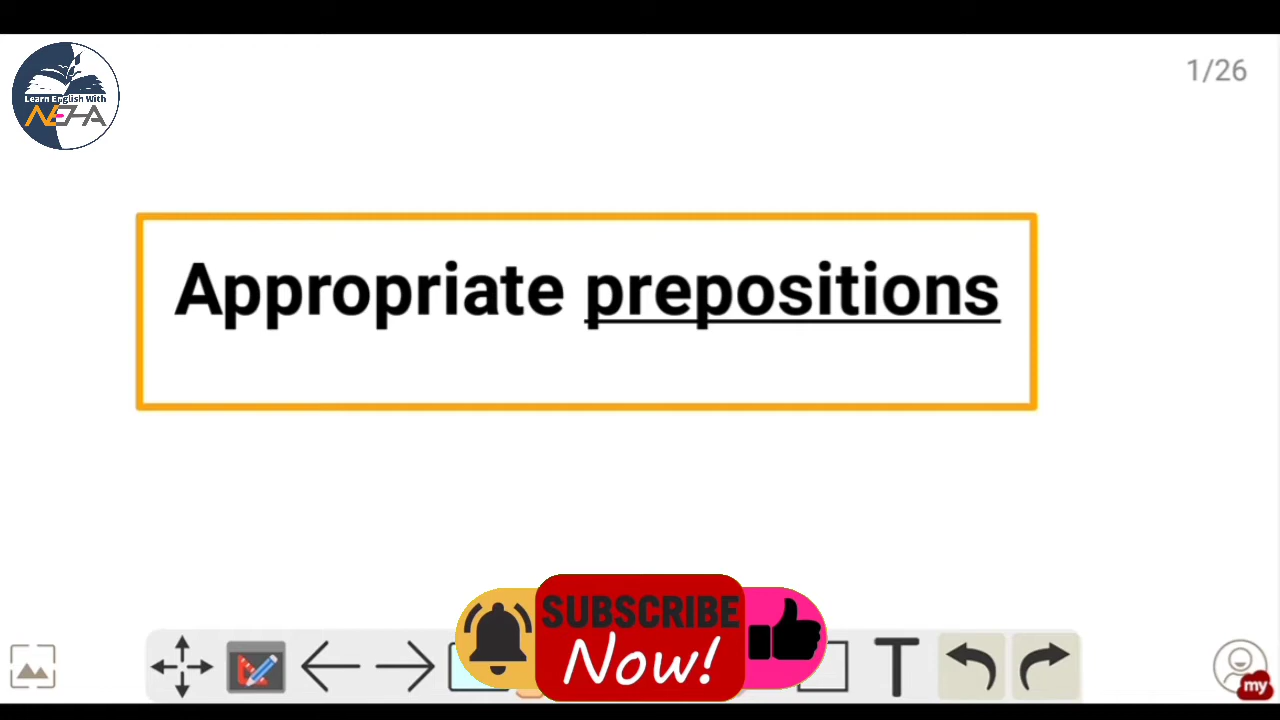 Learn English With
NEHA
1/26
Appropriate prepositions
SUBSCRIBE
Now!
T
my